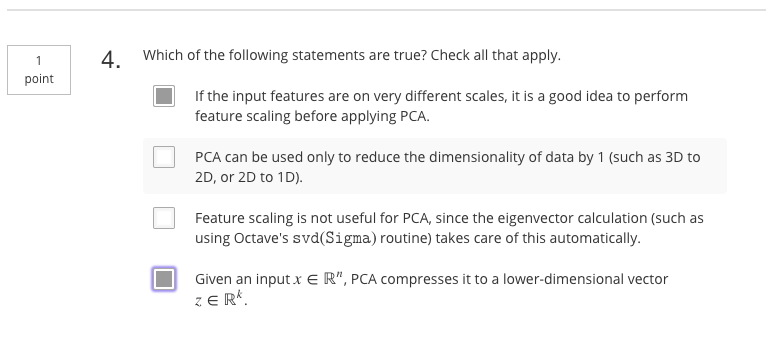 1
point
4. Which of the following statements are true? Check all that apply.
If the input features are on very different scales, it is a good idea to perform
feature scaling before applying PCA.
PCA can be used only to reduce the dimensionality of data by 1 (such as 3D to
2D, or 2D to 1D).
Feature scaling is not useful for PCA, since the eigenvector calculation (such as
using Octave's svd(Sigma) routine) takes care of this automatically.
Given an input x ∈ ℝⁿ, PCA compresses it to a lower-dimensional vector
z ∈ ℝᵏ.